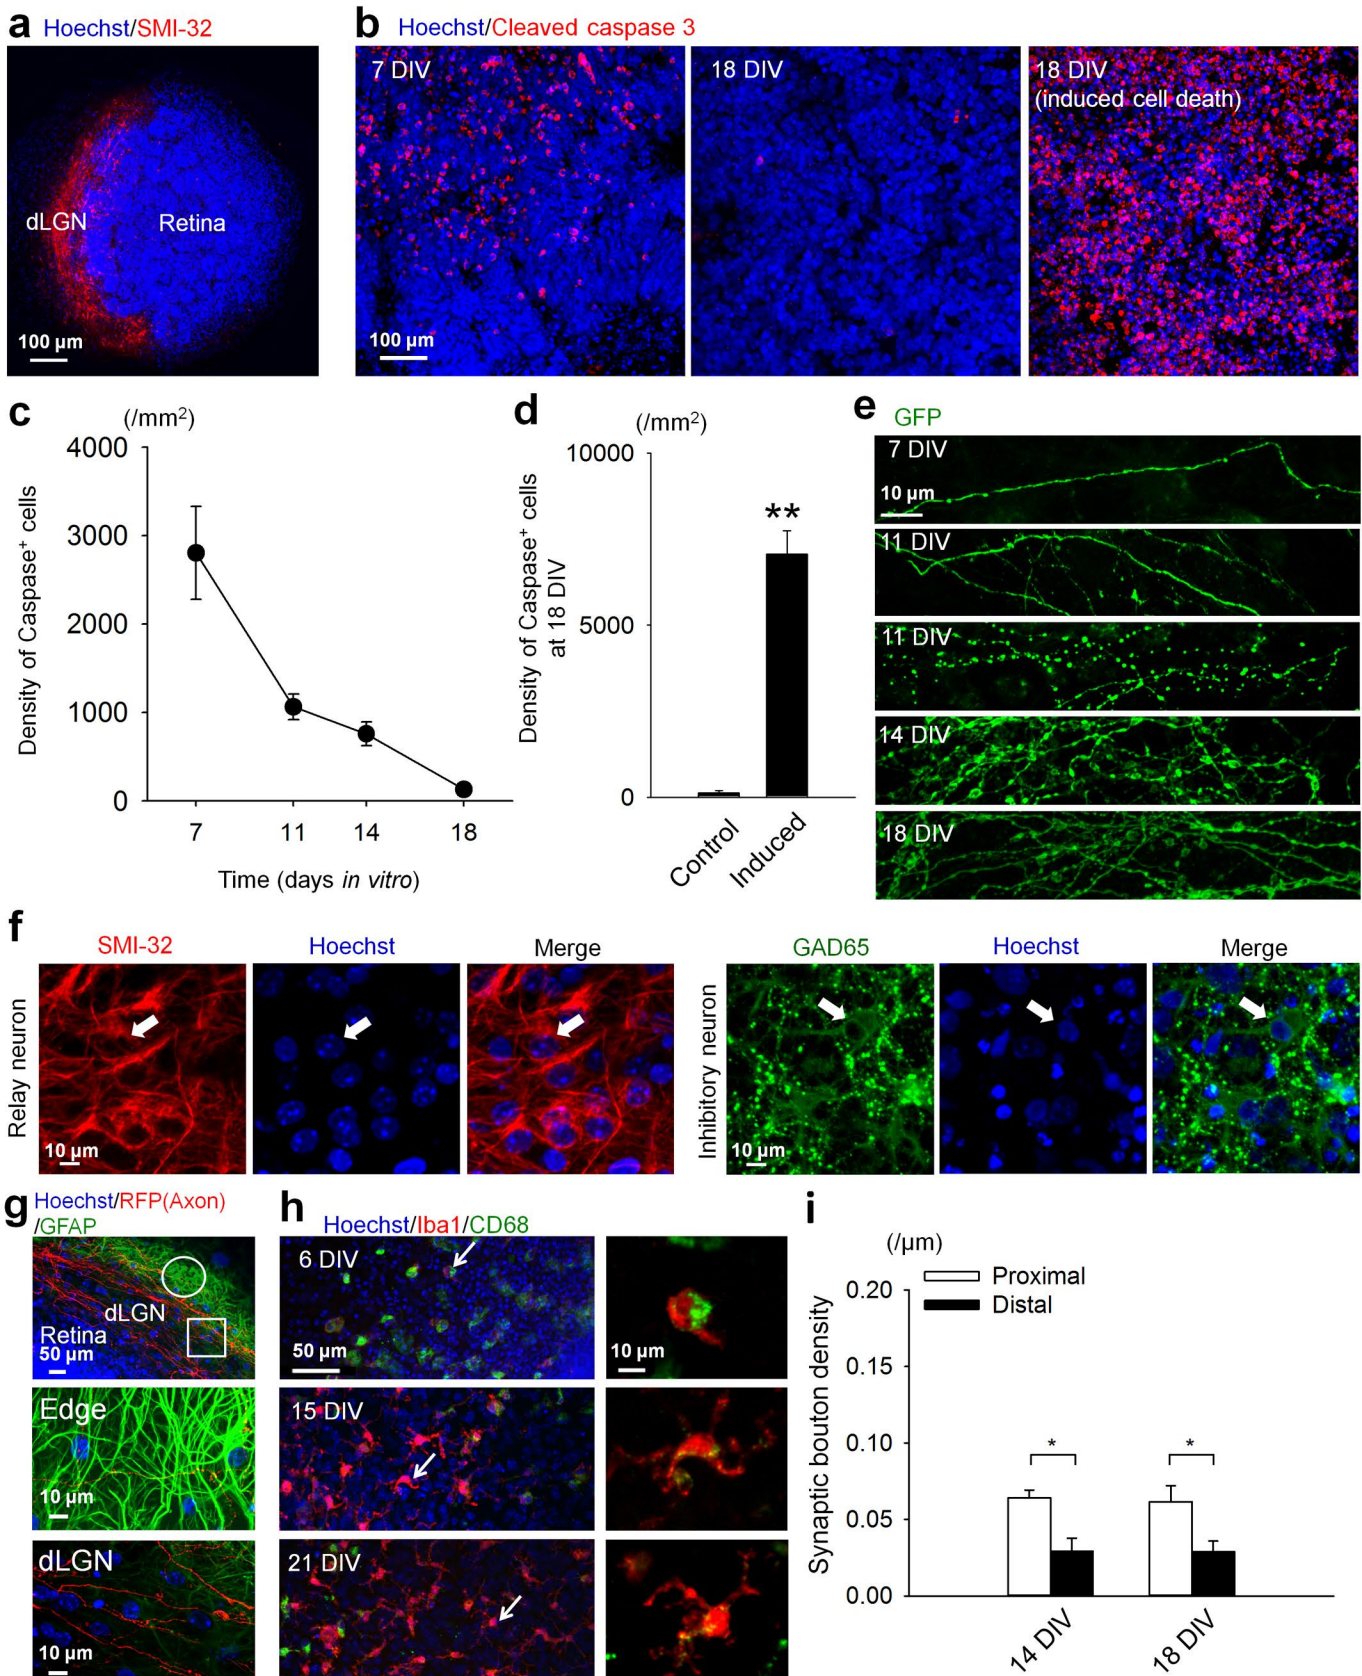 a Hoechst/SMI-32
dLGN
Retina
100 µm
b Hoechst/Cleaved caspase 3
7 DIV
100 µm
18 DIV
18 DIV
(induced cell death)
c
(/mm²)
Density of Caspase⁺ cells
4000
3000
2000
1000
0
7 11 14 18
Time (days in vitro)
d
(/mm²)
Density of Caspase⁺ cells
at 18 DIV
10000
5000
0
**
Control
Induced
e GFP
7 DIV
10 µm
11 DIV
11 DIV
14 DIV
18 DIV
f
SMI-32 Hoechst Merge
Relay neuron
10 µm
GAD65 Hoechst Merge
Inhibitory neuron
10 µm
g Hoechst/RFP(Axon)
/GFAP
dLGN
Retina
50 µm
Edge
10 µm
dLGN
10 µm
h Hoechst/Iba1/CD68
6 DIV
50 µm
10 µm
15 DIV
21 DIV
i
(/µm)
Proximal
Distal
Synaptic bouton density
0.20
0.15
0.10
0.05
0.00
* *
14 DIV
18 DIV